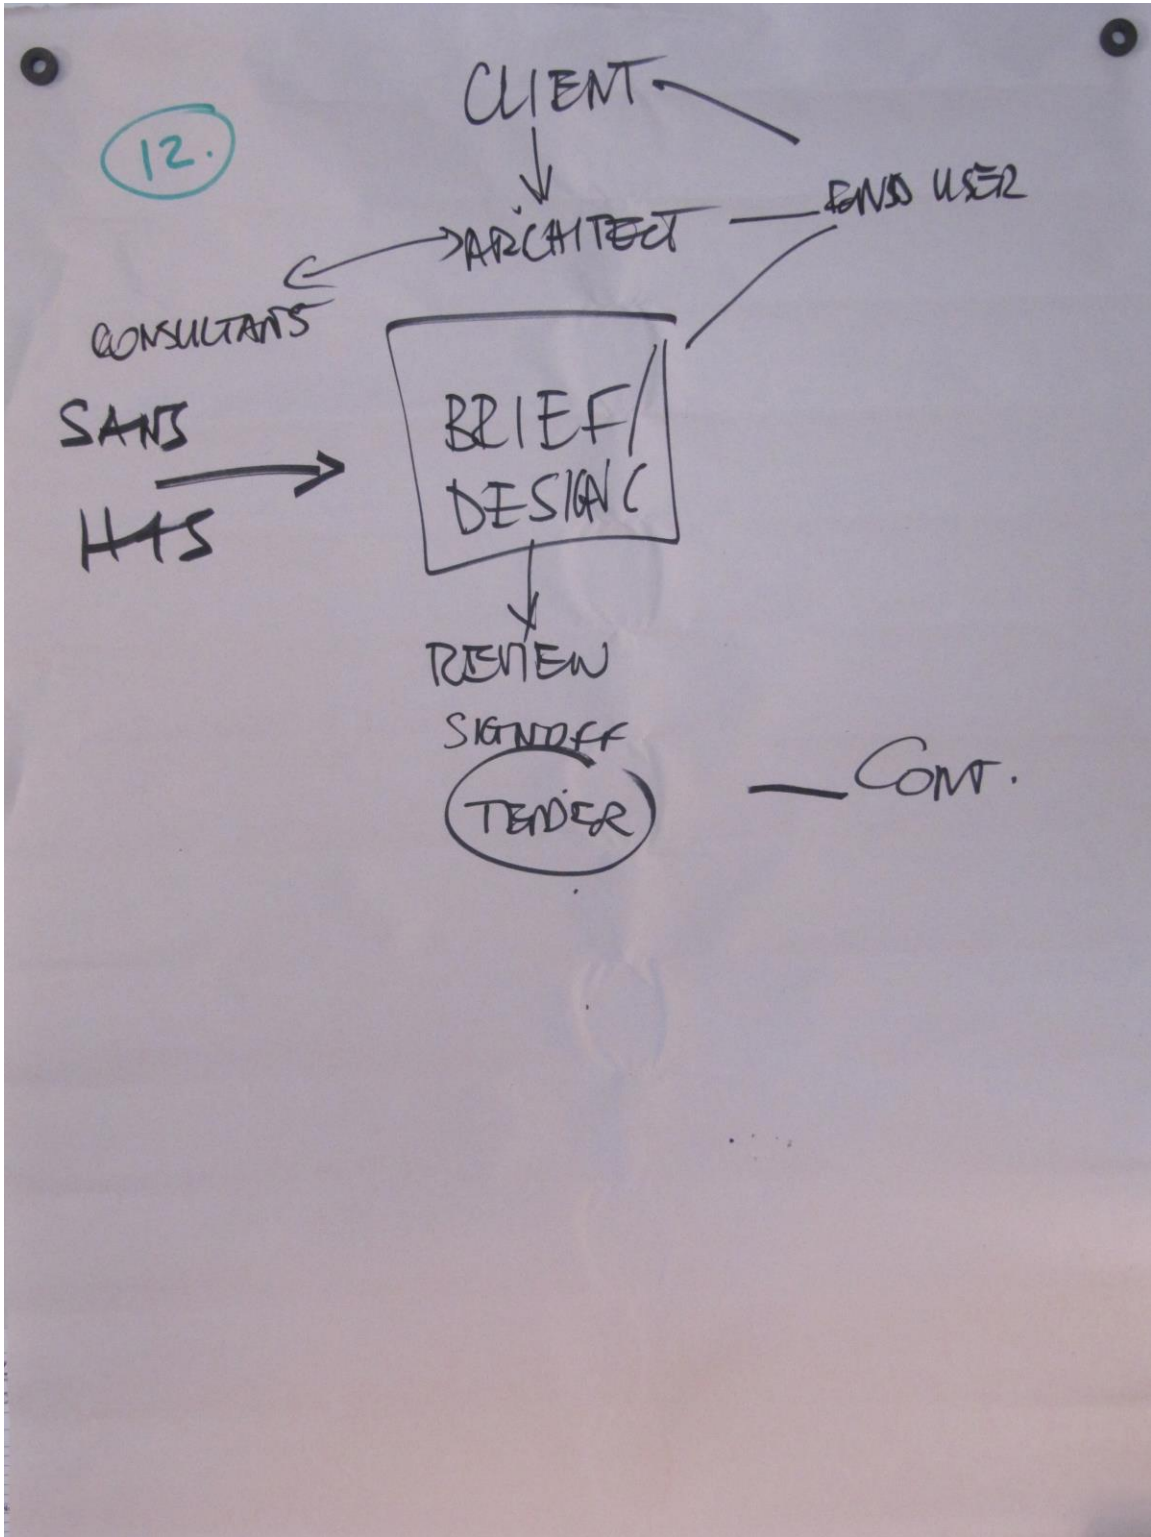 12.
CLIENT
END USER
ARCHITECT
CONSULTANTS
SANS
H+S
BRIEF/
DESIGN
REVIEW
SIGNOFF
TENDER
CONT.